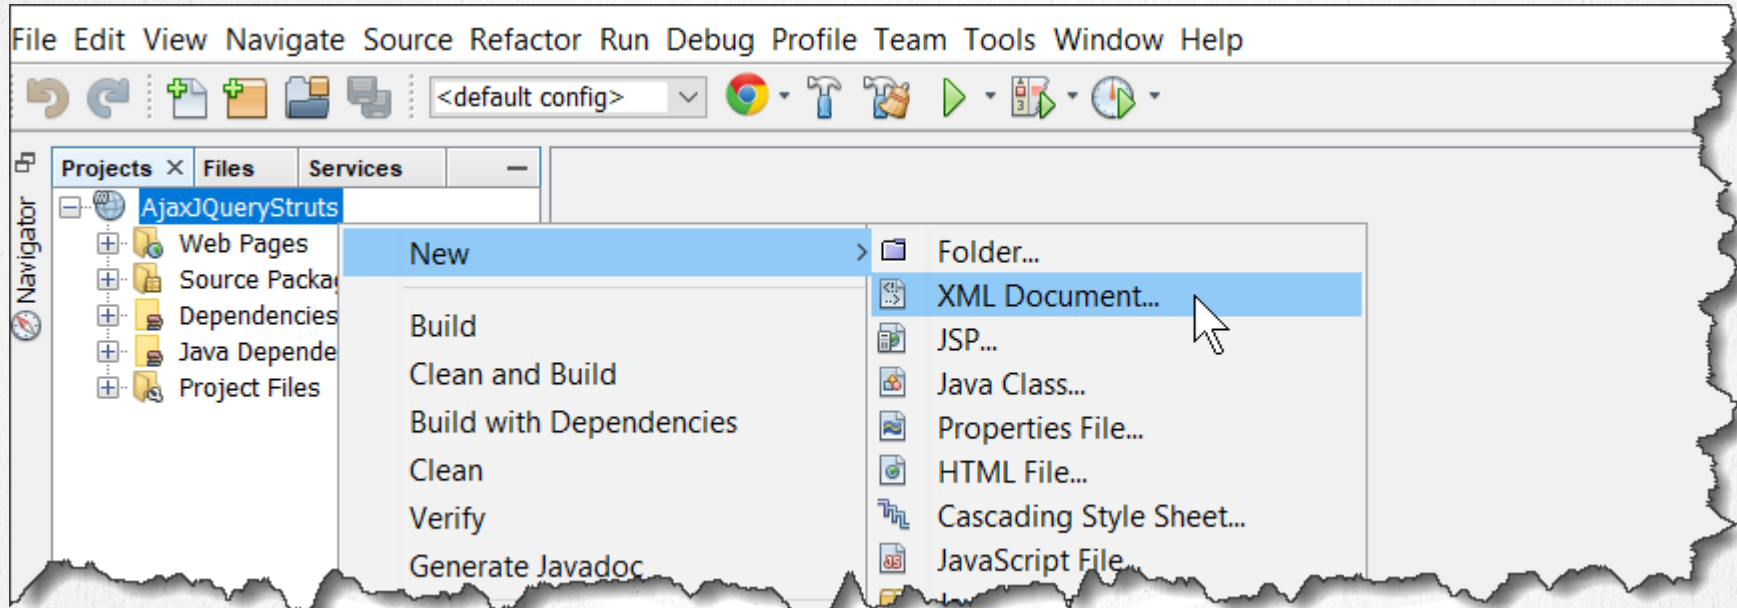 File Edit View Navigate Source Refactor Run Debug Profile Team Tools Window Help
<default config>
Projects Files Services
Navigator
AjaxJQueryStruts
Web Pages
Source Packa
Dependencies
Java Depende
Project Files
New
Build
Clean and Build
Build with Dependencies
Clean
Verify
Generate Javadoc
Folder...
XML Document...
JSP...
Java Class...
Properties File...
HTML File...
Cascading Style Sheet...
JavaScript File...